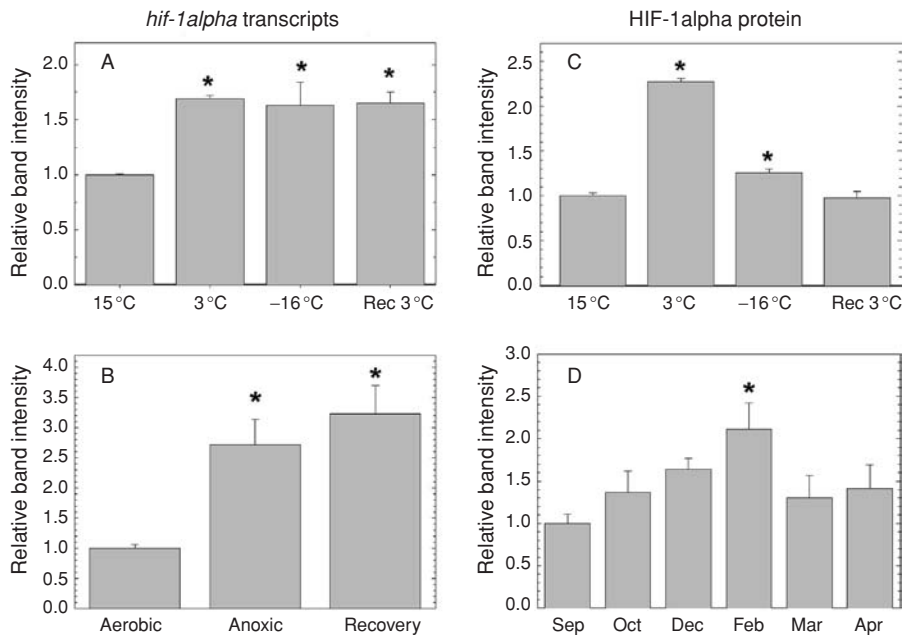 hif-1alpha transcripts
HIF-1alpha protein
A
Relative band intensity
2.0
1.5
1.0
0.5
0.0
*
*
*
15°C
3°C
–16°C
Rec 3°C
C
Relative band intensity
2.5
2.0
1.5
1.0
0.5
0.0
*
*
15°C
3°C
–16°C
Rec 3°C
B
Relative band intensity
4.0
3.5
3.0
2.5
2.0
1.5
1.0
0.5
0.0
*
*
Aerobic
Anoxic
Recovery
D
Relative band intensity
3.0
2.5
2.0
1.5
1.0
0.5
0.0
*
Sep
Oct
Dec
Feb
Mar
Apr